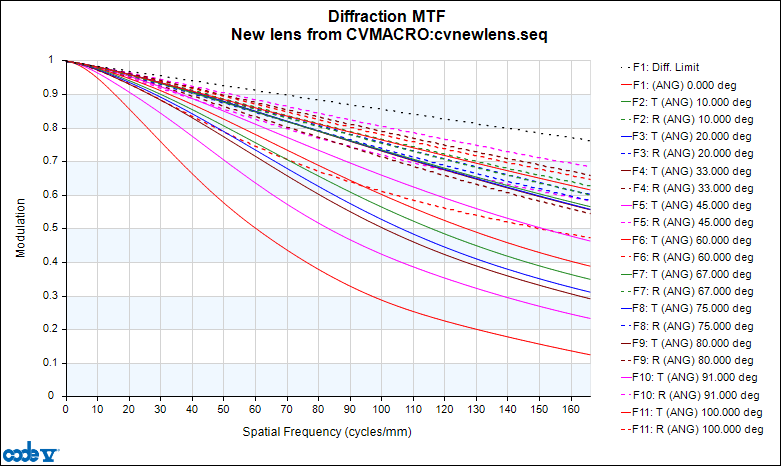 Diffraction MTF
New lens from CVMACRO:cvnewlens.seq
Modulation
1
0.9
0.8
0.7
0.6
0.5
0.4
0.3
0.2
0.1
0
0 10 20 30 40 50 60 70 80 90 100 110 120 130 140 150 160
Spatial Frequency (cycles/mm)
F1: Diff. Limit
F1: (ANG) 0.000 deg
F2: T (ANG) 10.000 deg
F2: R (ANG) 10.000 deg
F3: T (ANG) 20.000 deg
F3: R (ANG) 20.000 deg
F4: T (ANG) 33.000 deg
F4: R (ANG) 33.000 deg
F5: T (ANG) 45.000 deg
F5: R (ANG) 45.000 deg
F6: T (ANG) 60.000 deg
F6: R (ANG) 60.000 deg
F7: T (ANG) 67.000 deg
F7: R (ANG) 67.000 deg
F8: T (ANG) 75.000 deg
F8: R (ANG) 75.000 deg
F9: T (ANG) 80.000 deg
F9: R (ANG) 80.000 deg
F10: T (ANG) 91.000 deg
F10: R (ANG) 91.000 deg
F11: T (ANG) 100.000 deg
F11: R (ANG) 100.000 deg
code V